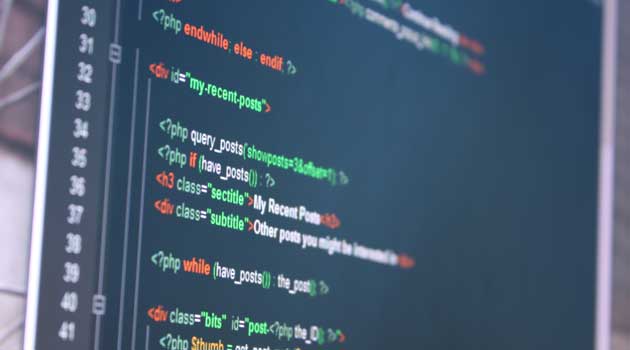 30 <?php endwhile; else : endif; ?>
31
32 <div id="my-recent-posts">
33
34 <?php query_posts('showposts=3&offset=1'); ?>
35 <?php if (have_posts()) : ?>
36 <h3 class="sectitle">My Recent Posts</h3>
37 <div class="subtitle">Other posts you might be interested in
38
39 <?php while (have_posts()) : the_post(); ?>
40
41 <div class="bits" id="post-<?php the_ID(); ?>">
<?php $thumb =